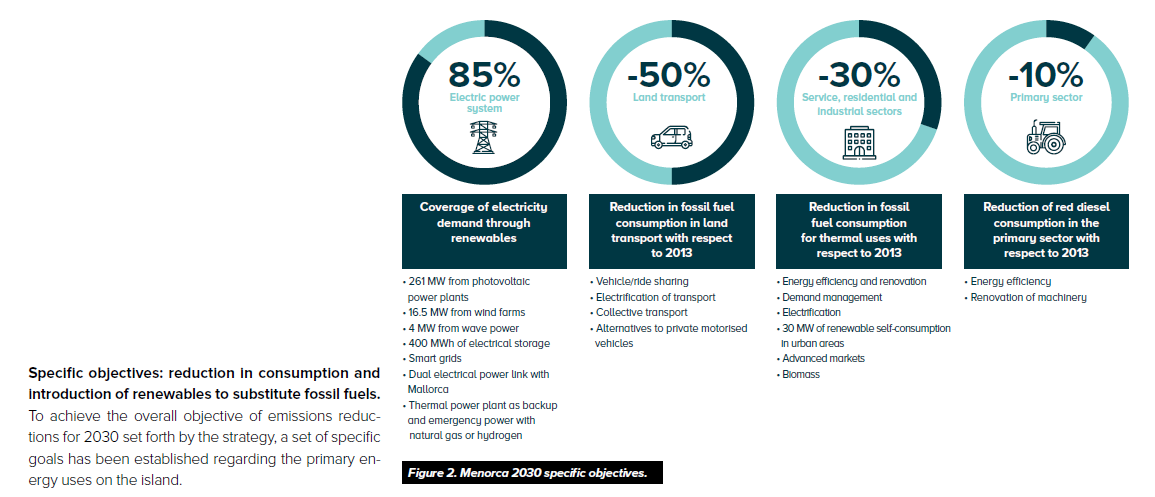 85%
Electric power
system
Coverage of electricity
demand through
renewables
• 261 MW from photovoltaic
power plants
• 16.5 MW from wind farms
• 4 MW from wave power
• 400 MWh of electrical storage
• Smart grids
• Dual electrical power link with
Mallorca
• Thermal power plant as backup
and emergency power with
natural gas or hydrogen
-50%
Land transport
Reduction in fossil fuel
consumption in land
transport with respect
to 2013
• Vehicle/ride sharing
• Electrification of transport
• Collective transport
• Alternatives to private motorised
vehicles
-30%
Service, residential and
industrial sectors
Reduction in fossil
fuel consumption
for thermal uses with
respect to 2013
• Energy efficiency and renovation
• Demand management
• Electrification
• 30 MW of renewable self-consumption
in urban areas
• Advanced markets
• Biomass
-10%
Primary sector
Reduction of red diesel
consumption in the
primary sector with
respect to 2013
• Energy efficiency
• Renovation of machinery
Specific objectives: reduction in consumption and
introduction of renewables to substitute fossil fuels.
To achieve the overall objective of emissions reduc-
tions for 2030 set forth by the strategy, a set of specific
goals has been established regarding the primary en-
ergy uses on the island.
Figure 2. Menorca 2030 specific objectives.